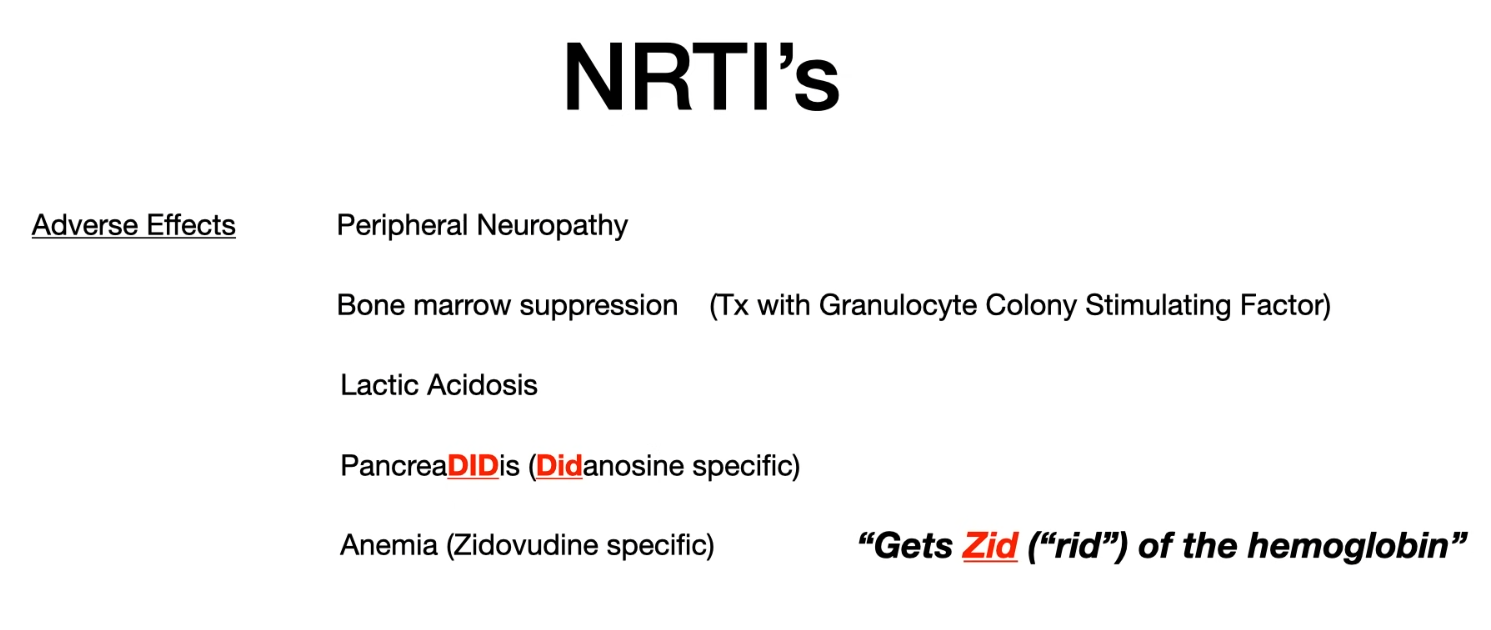 NRTI’s
Adverse Effects Peripheral Neuropathy
Bone marrow suppression (Tx with Granulocyte Colony Stimulating Factor)
Lactic Acidosis
PancreaDIDis (Didanosine specific)
Anemia (Zidovudine specific) “Gets Zid (“rid”) of the hemoglobin”